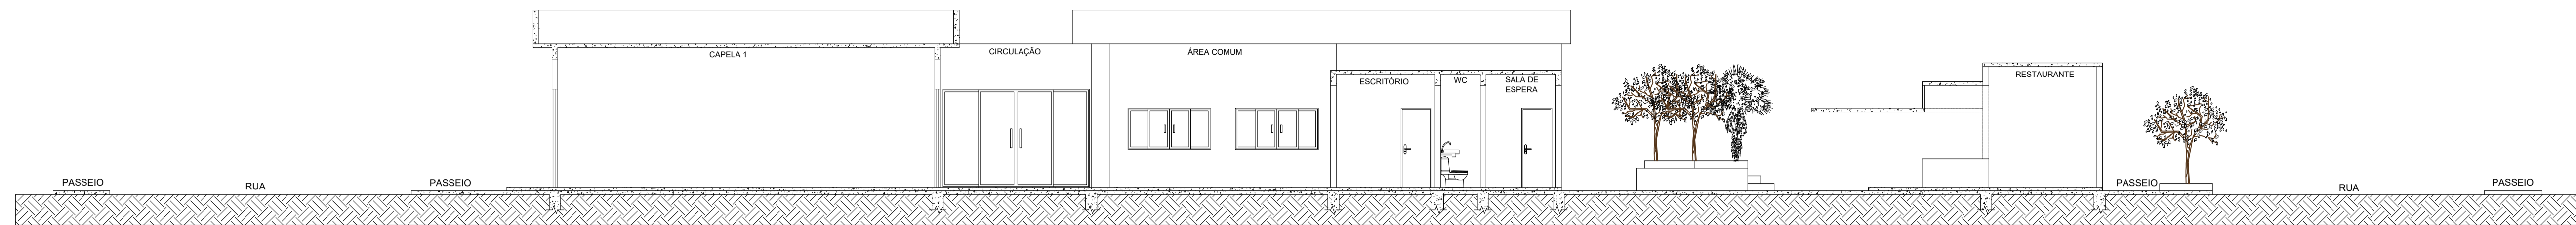 CAPELA 1
CIRCULAÇÃO
ÁREA COMUM
ESCRITÓRIO
WC
SALA DE
ESPERA
RESTAURANTE
PASSEIO
RUA
PASSEIO
PASSEIO
RUA
PASSEIO